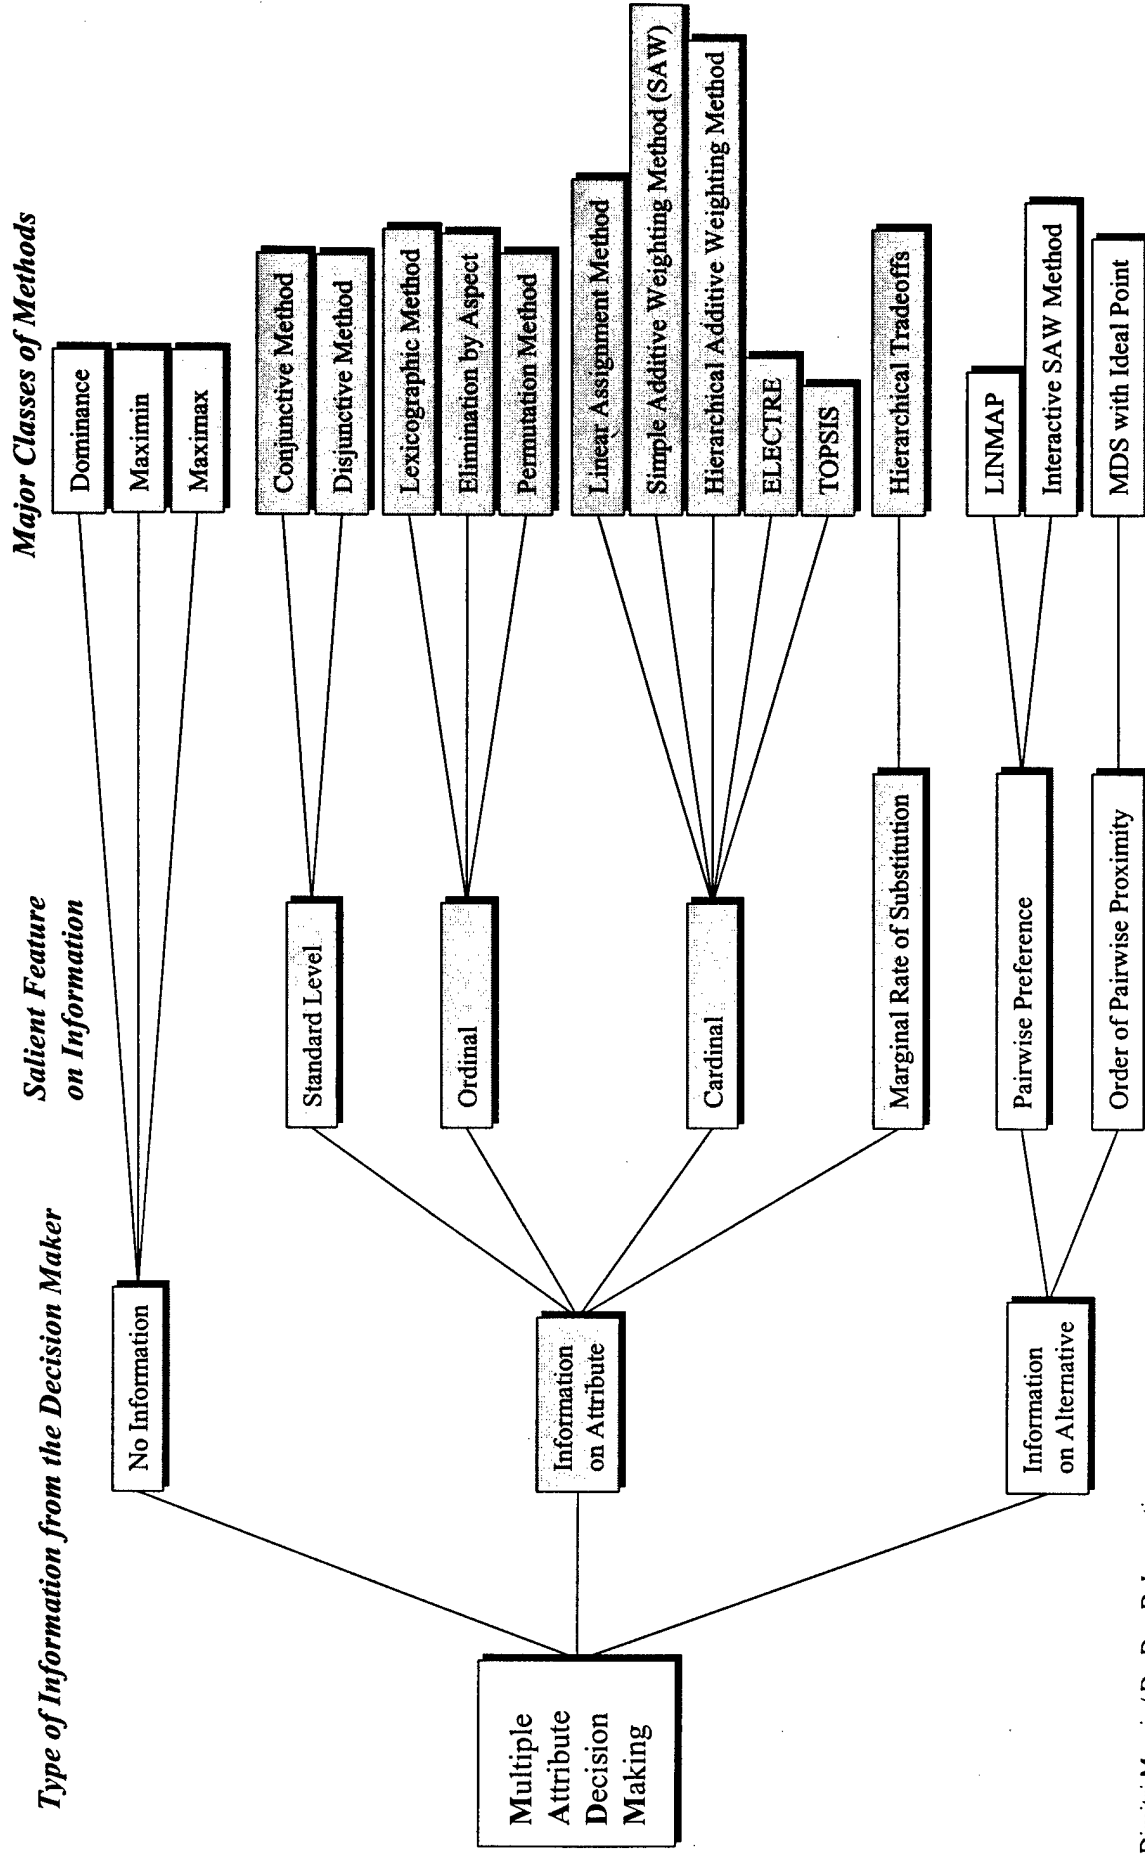 Type of Information from the Decision Maker
Salient Feature
on Information
Major Classes of Methods
Multiple
Attribute
Decision
Making
No Information
Dominance
Maximin
Maximax
Information
on Attribute
Standard Level
Conjunctive Method
Disjunctive Method
Ordinal
Lexicographic Method
Elimination by Aspect
Permutation Method
Cardinal
Linear Assignment Method
Simple Additive Weighting Method (SAW)
Hierarchical Additive Weighting Method
ELECTRE
TOPSIS
Marginal Rate of Substitution
Hierarchical Tradeoffs
Information
on Alternative
Pairwise Preference
LINMAP
Interactive SAW Method
Order of Pairwise Proximity
MDS with Ideal Point